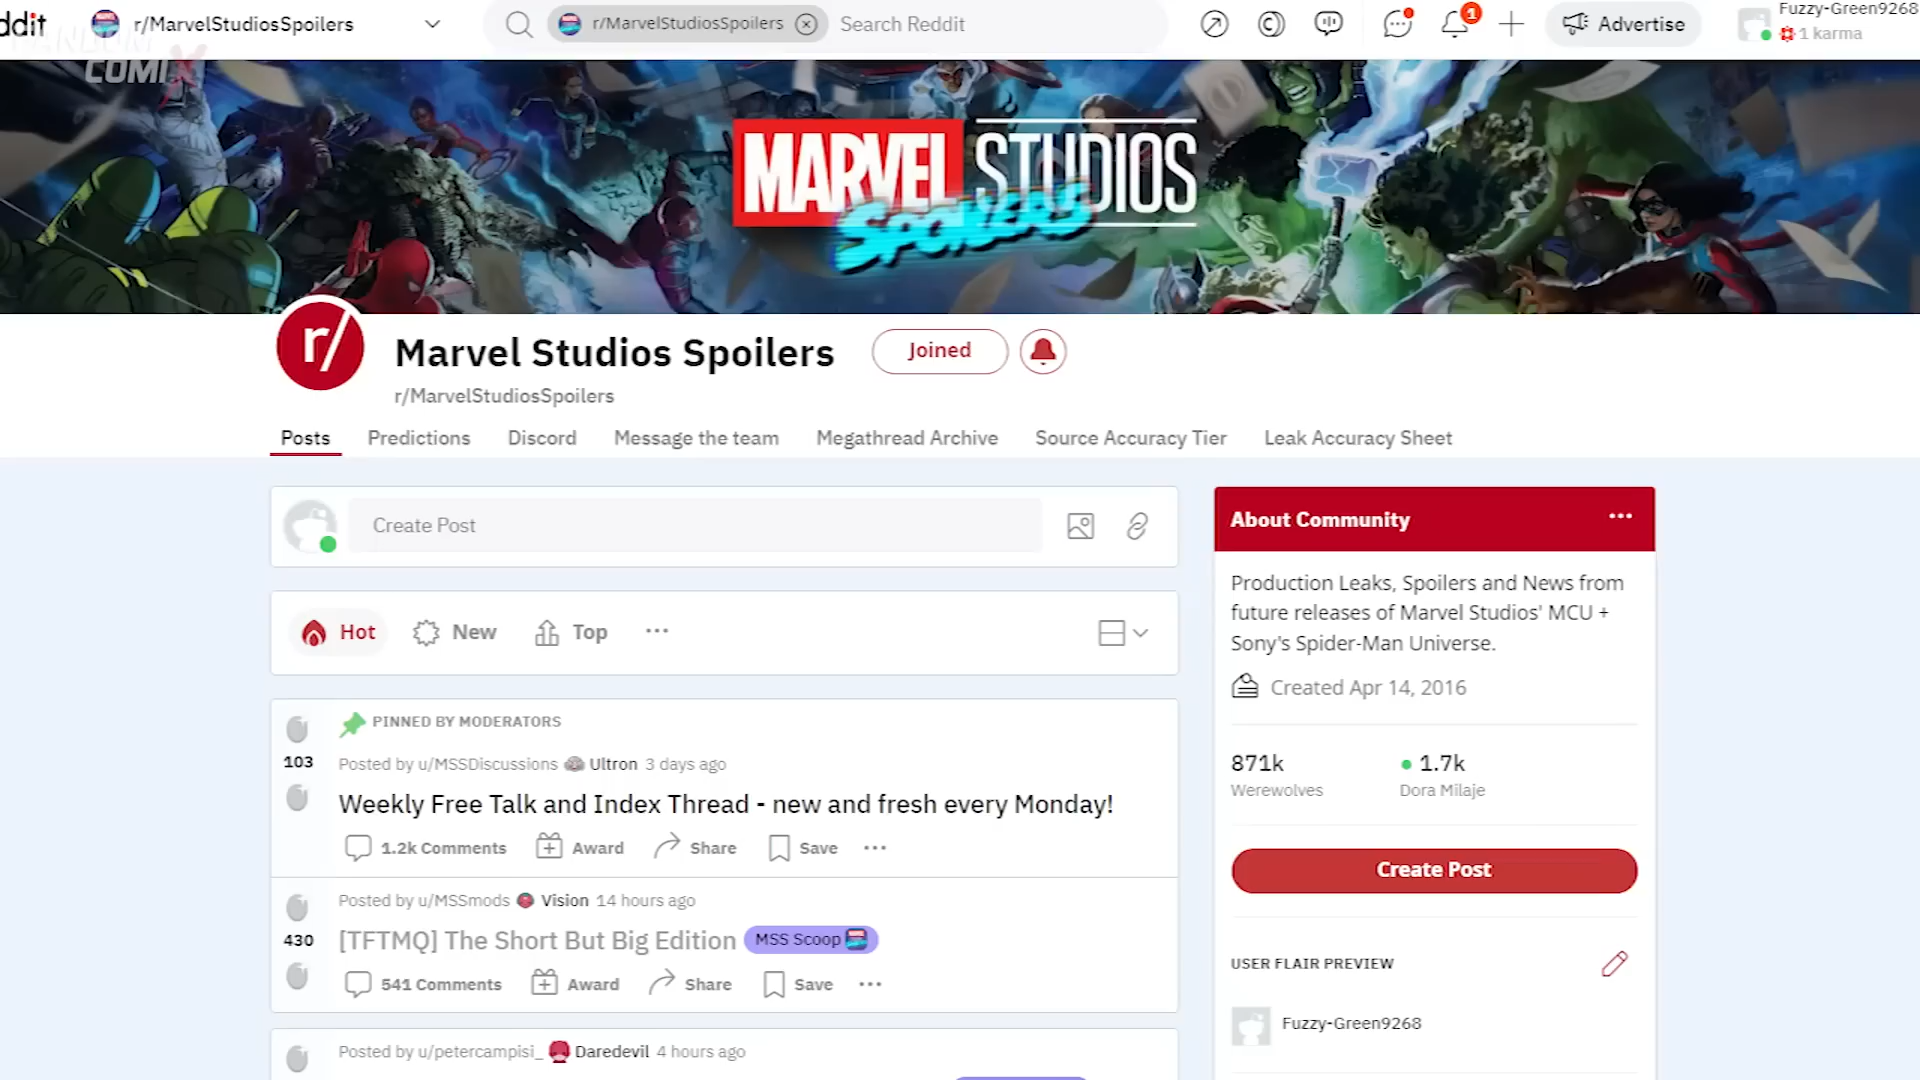 ddit
r/MarvelStudiosSpoilers
r/MarvelStudiosSpoilers
Search Reddit
1
Advertise
Fuzzy-Green9268
1 karma
RANDOM
COMIX
MARVEL STUDIOS
SPOILERS
r/
Marvel Studios Spoilers
Joined
r/MarvelStudiosSpoilers
Posts
Predictions
Discord
Message the team
Megathread Archive
Source Accuracy Tier
Leak Accuracy Sheet
Create Post
Hot
New
Top
PINNED BY MODERATORS
103
Posted by u/MSSDiscussions Ultron 3 days ago
Weekly Free Talk and Index Thread - new and fresh every Monday!
1.2k Comments
Award
Share
Save
Posted by u/MSSmods Vision 14 hours ago
430
[TFTMQ] The Short But Big Edition MSS Scoop
541 Comments
Award
Share
Save
Posted by u/petercampisi_ Daredevil 4 hours ago
About Community
Production Leaks, Spoilers and News from
future releases of Marvel Studios' MCU +
Sony's Spider-Man Universe.
Created Apr 14, 2016
871k
Werewolves
1.7k
Dora Milaje
Create Post
USER FLAIR PREVIEW
Fuzzy-Green9268